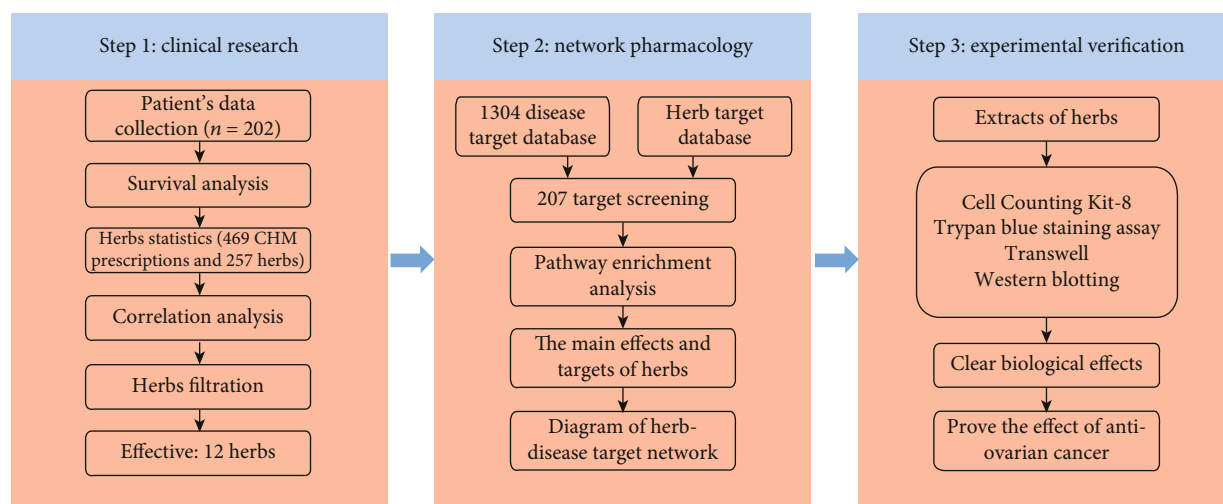 Step 1: clinical research
Patient's data
collection (n = 202)
Survival analysis
Herbs statistics (469 CHM
prescriptions and 257 herbs)
Correlation analysis
Herbs filtration
Effective: 12 herbs
Step 2: network pharmacology
1304 disease
target database
Herb target
database
207 target screening
Pathway enrichment
analysis
The main effects and
targets of herbs
Diagram of herb-
disease target network
Step 3: experimental verification
Extracts of herbs
Cell Counting Kit-8
Trypan blue staining assay
Transwell
Western blotting
Clear biological effects
Prove the effect of anti-
ovarian cancer